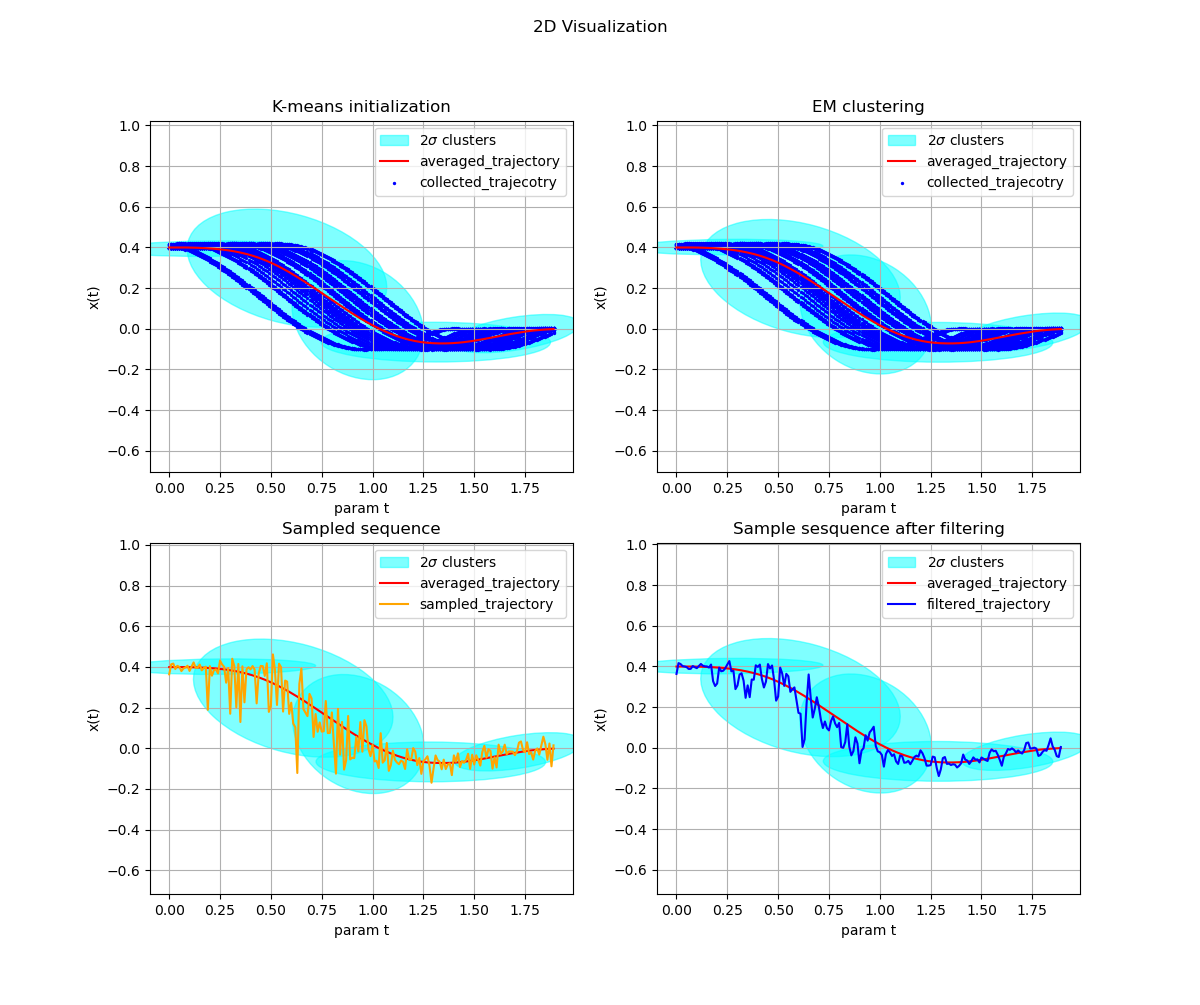 2D Visualization
K-means initialization
1.0
0.8
0.6
0.4
0.2
0.0
−0.2
−0.4
−0.6
x(t)
2σ clusters
averaged_trajectory
collected_trajecotry
0.00 0.25 0.50 0.75 1.00 1.25 1.50 1.75
param t
EM clustering
1.0
0.8
0.6
0.4
0.2
0.0
−0.2
−0.4
−0.6
x(t)
2σ clusters
averaged_trajectory
collected_trajecotry
0.00 0.25 0.50 0.75 1.00 1.25 1.50 1.75
param t
Sampled sequence
1.0
0.8
0.6
0.4
0.2
0.0
−0.2
−0.4
−0.6
x(t)
2σ clusters
averaged_trajectory
sampled_trajectory
0.00 0.25 0.50 0.75 1.00 1.25 1.50 1.75
param t
Sample sesquence after filtering
1.0
0.8
0.6
0.4
0.2
0.0
−0.2
−0.4
−0.6
x(t)
2σ clusters
averaged_trajectory
filtered_trajectory
0.00 0.25 0.50 0.75 1.00 1.25 1.50 1.75
param t